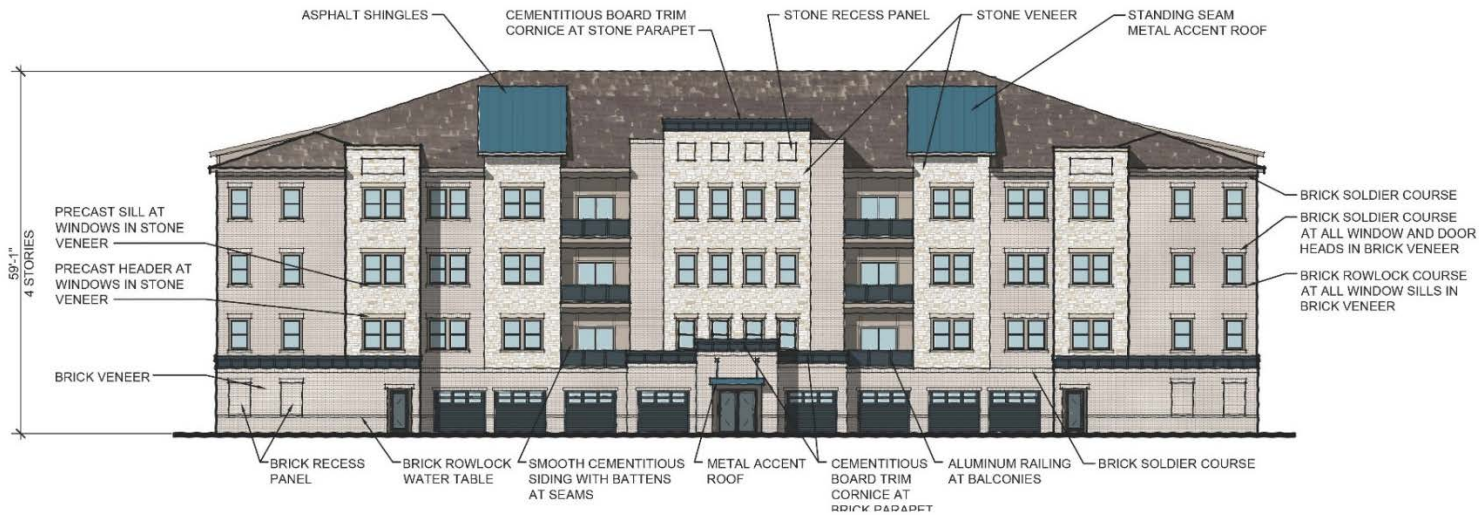 ASPHALT SHINGLES
CEMENTITIOUS BOARD TRIM
CORNICE AT STONE PARAPET
STONE RECESS PANEL
STONE VENEER
STANDING SEAM
METAL ACCENT ROOF
59'-1"
4 STORIES
PRECAST SILL AT
WINDOWS IN STONE
VENEER
PRECAST HEADER AT
WINDOWS IN STONE
VENEER
BRICK VENEER
BRICK SOLDIER COURSE
BRICK SOLDIER COURSE
AT ALL WINDOW AND DOOR
HEADS IN BRICK VENEER
BRICK ROWLOCK COURSE
AT ALL WINDOW SILLS IN
BRICK VENEER
BRICK RECESS
PANEL
BRICK ROWLOCK
WATER TABLE
SMOOTH CEMENTITIOUS
SIDING WITH BATTENS
AT SEAMS
METAL ACCENT
ROOF
CEMENTITIOUS
BOARD TRIM
CORNICE AT
BRICK PARAPET
ALUMINUM RAILING
AT BALCONIES
BRICK SOLDIER COURSE